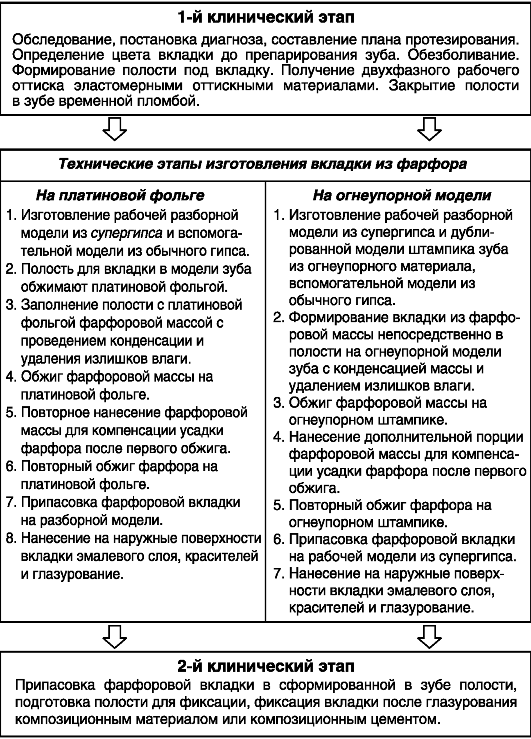 1-й клинический этап
Обследование, постановка диагноза, составление плана протезирования.
Определение цвета вкладки до препарирования зуба. Обезболивание.
Формирование полости под вкладку. Получение двухфазного рабочего
оттиска эластомерными оттискными материалами. Закрытие полости
в зубе временной пломбой.
Технические этапы изготовления вкладки из фарфора
На платиновой фольге
1. Изготовление рабочей разборной
модели из супергипса и вспомога-
тельной модели из обычного гипса.
2. Полость для вкладки в модели зуба
обжимают платиновой фольгой.
3. Заполнение полости с платиновой
фольгой фарфоровой массой с
проведением конденсации и
удаления излишков влаги.
4. Обжиг фарфоровой массы на
платиновой фольге.
5. Повторное нанесение фарфоровой
массы для компенсации усадки
фарфора после первого обжига.
6. Повторный обжиг фарфора на
платиновой фольге.
7. Припасовка фарфоровой вкладки
на разборной модели.
8. Нанесение на наружные поверхности
вкладки эмалевого слоя, красителей
и глазурование.
На огнеупорной модели
1. Изготовление рабочей разборной
модели из супергипса и дубли-
рованной модели штампика зуба
из огнеупорного материала,
вспомогательной модели из
обычного гипса.
2. Формирование вкладки из фарфо-
ровой массы непосредственно в
полости на огнеупорной модели
зуба с конденсацией массы и
удалением излишков влаги.
3. Обжиг фарфоровой массы на
огнеупорном штампике.
4. Нанесение дополнительной порции
фарфоровой массы для компенса-
ции усадки фарфора после первого
обжига.
5. Повторный обжиг фарфора на
огнеупорном штампике.
6. Припасовка фарфоровой вкладки
на рабочей модели из супергипса.
7. Нанесение на наружные поверх-
ности вкладки эмалевого слоя,
красителей и глазурование.
2-й клинический этап
Припасовка фарфоровой вкладки в сформированной в зубе полости,
подготовка полости для фиксации, фиксация вкладки после глазурования
композиционным материалом или композиционным цементом.